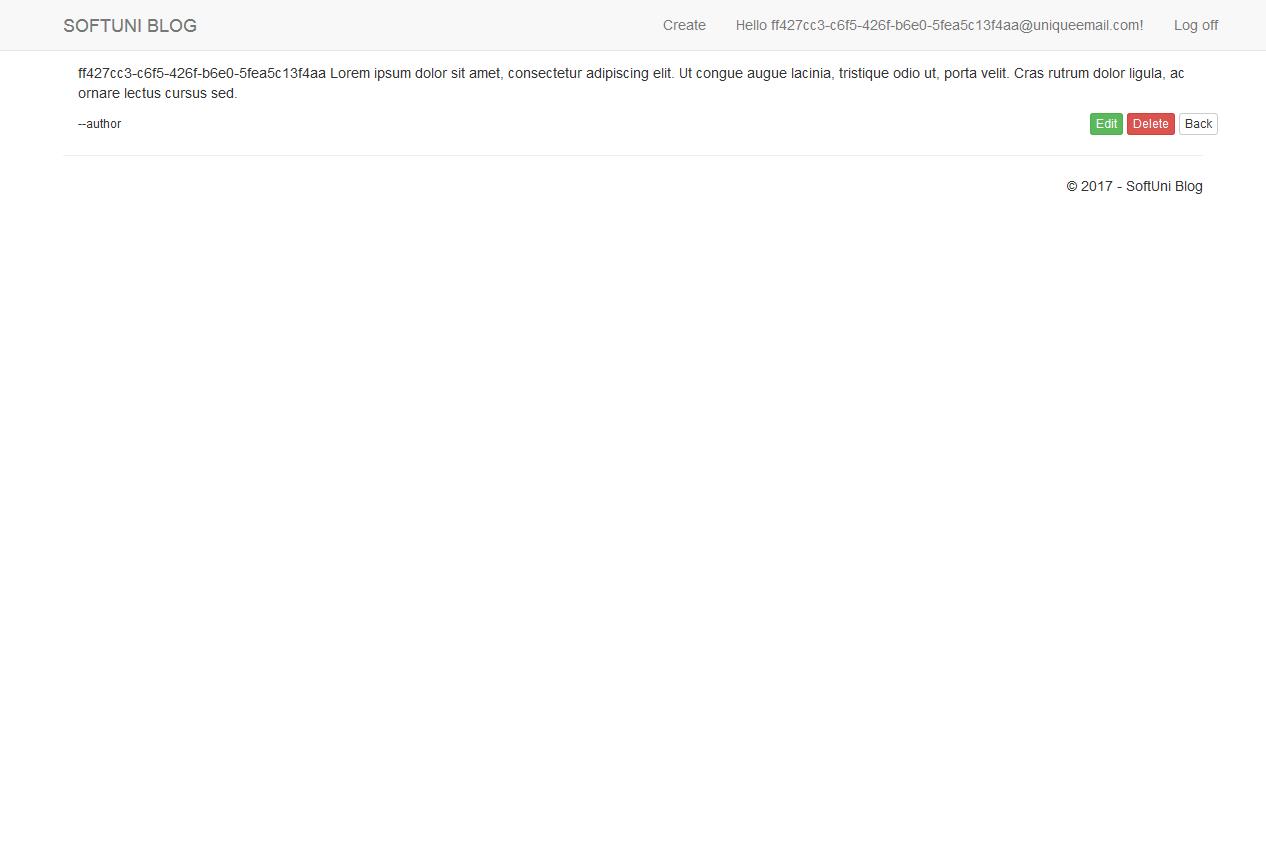 SOFTUNI BLOG Create Hello ff427cc3-c6f5-426f-b6e0-5fea5c13f4aa@uniqueemail.com! Log off
ff427cc3-c6f5-426f-b6e0-5fea5c13f4aa Lorem ipsum dolor sit amet, consectetur adipiscing elit. Ut congue augue lacinia, tristique odio ut, porta velit. Cras rutrum dolor ligula, ac
ornare lectus cursus sed.
--author Edit Delete Back
© 2017 - SoftUni Blog